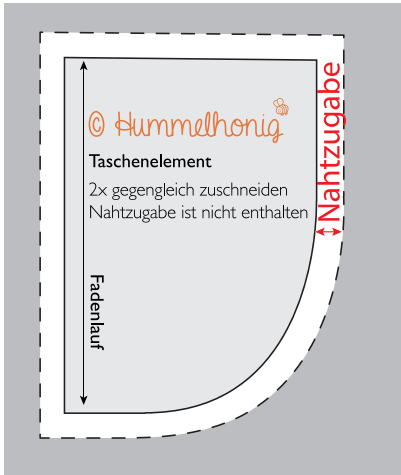 © Hummelhonig
Taschenelement
2x gegengleich zuschneiden
Nahtzugabe ist nicht enthalten
Nahtzugabe
Fadenlauf